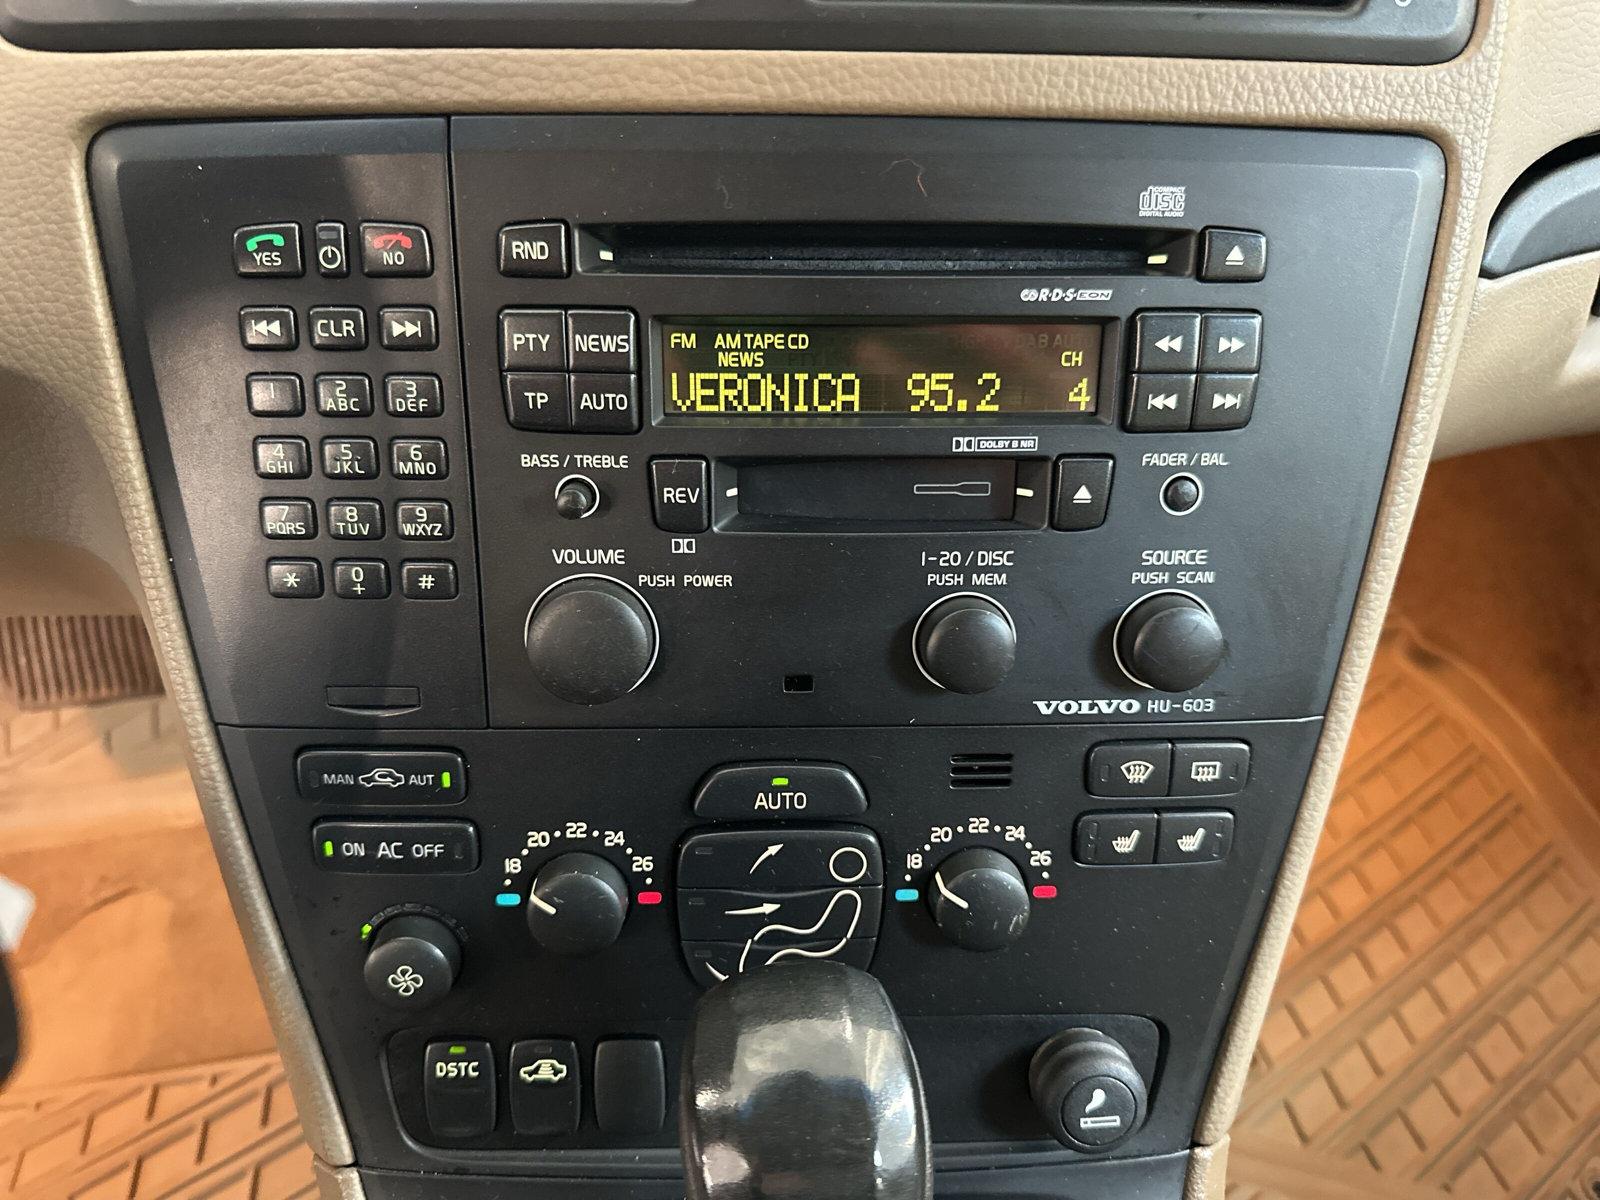 COMPACT
disc
DIGITAL AUDIO
YES
NO
RND
R·D·S EON
CLR
PTY
NEWS
TP
AUTO
FM AM TAPE CD
NEWS
CH
VERONICA 95.2 4
1
2
ABC
3
DEF
4
GHI
5
JKL
6
MNO
7
PQRS
8
TUV
9
WXYZ
*
0
+
#
DOLBY B NR
BASS / TREBLE
REV
FADER / BAL
VOLUME
PUSH POWER
1-20 / DISC
PUSH MEM
SOURCE
PUSH SCAN
VOLVO HU-603
MAN AUT
AUTO
ON AC OFF
18 20 22 24 26
18 20 22 24 26
DSTC